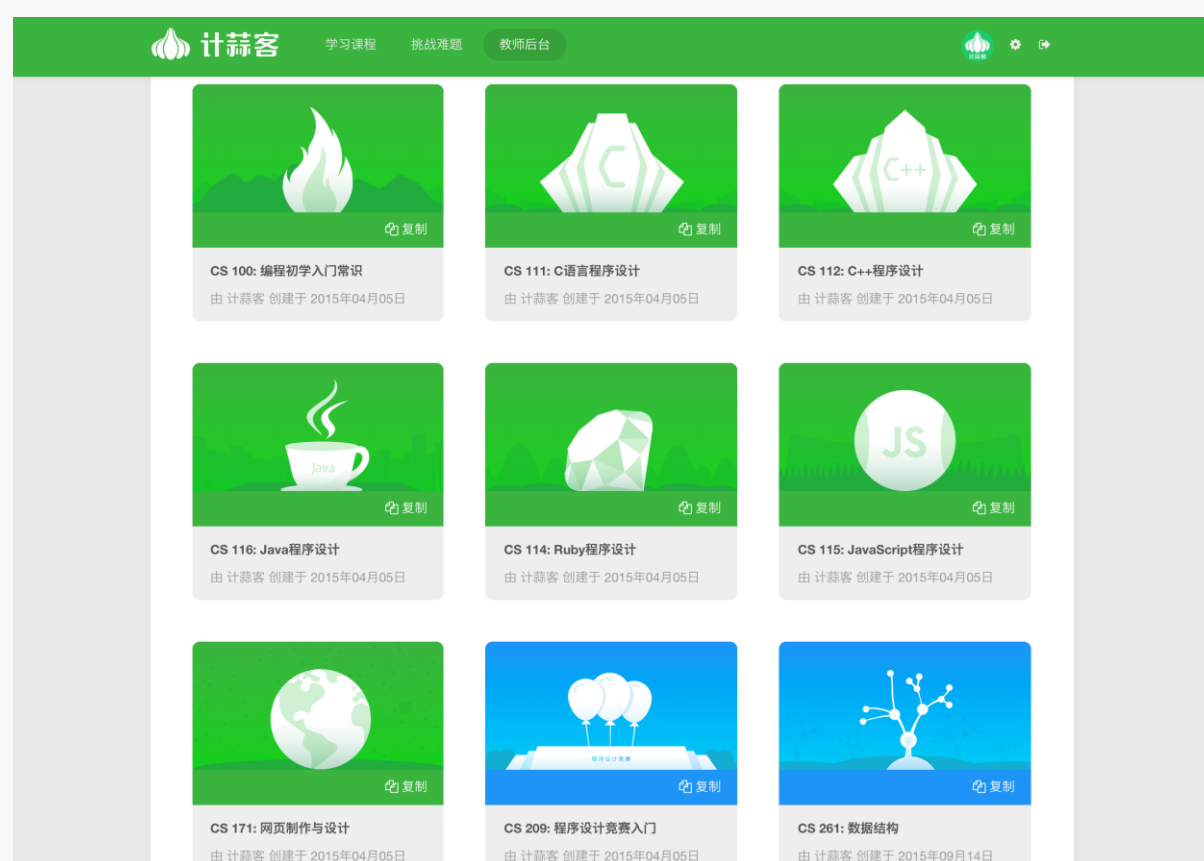 计蒜客 学习课程 挑战难题 教师后台
计蒜客
C C++
复制 复制 复制
CS 100: 编程初学入门常识 CS 111: C语言程序设计 CS 112: C++程序设计
由 计蒜客 创建于 2015年04月05日 由 计蒜客 创建于 2015年04月05日 由 计蒜客 创建于 2015年04月05日
Java JS
复制 复制 复制
CS 116: Java程序设计 CS 114: Ruby程序设计 CS 115: JavaScript程序设计
由 计蒜客 创建于 2015年04月05日 由 计蒜客 创建于 2015年04月05日 由 计蒜客 创建于 2015年04月05日
程序设计竞赛
复制 复制 复制
CS 171: 网页制作与设计 CS 209: 程序设计竞赛入门 CS 261: 数据结构
由 计蒜客 创建于 2015年04月05日 由 计蒜客 创建于 2015年04月05日 由 计蒜客 创建于 2015年09月14日